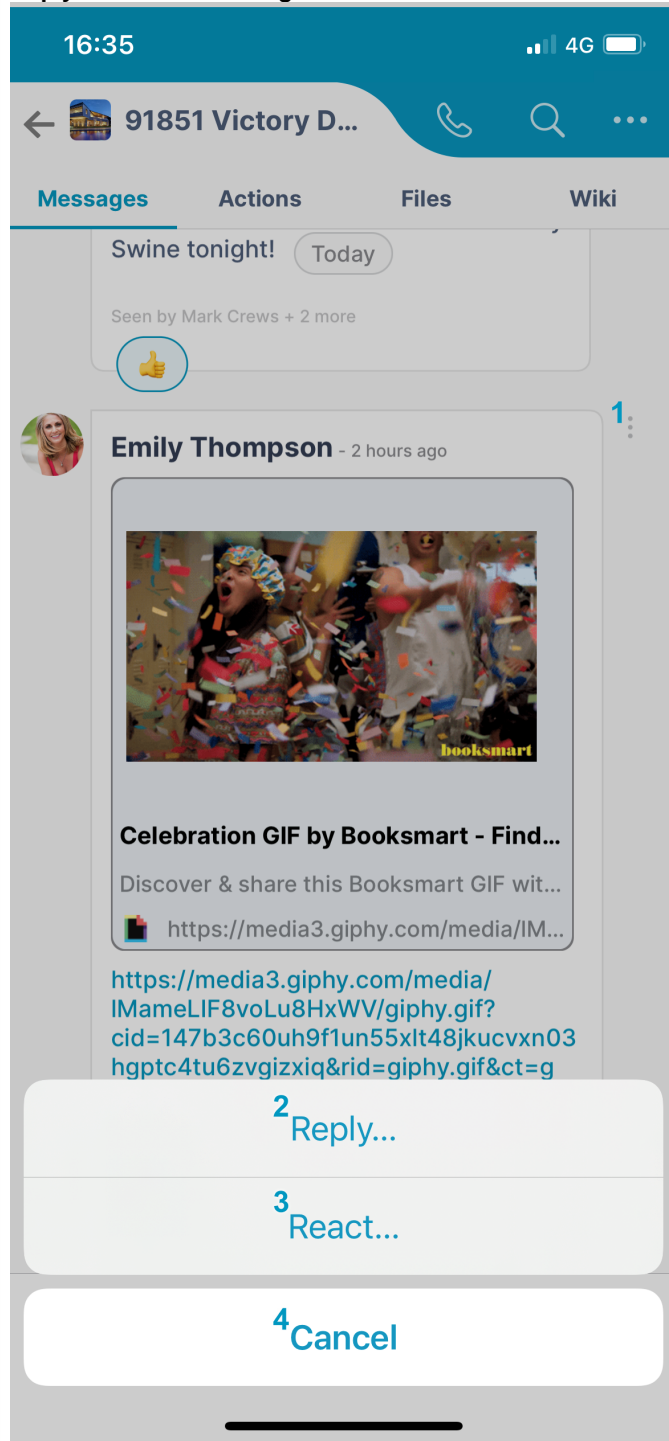 16:35
4G
91851 Victory D...
Messages Actions Files Wiki
Swine tonight! Today
Seen by Mark Crews + 2 more
1
Emily Thompson - 2 hours ago
booksmart
Celebration GIF by Booksmart - Find...
Discover & share this Booksmart GIF wit...
https://media3.giphy.com/media/IM...
https://media3.giphy.com/media/
IMameLIF8voLu8HxWV/giphy.gif?
cid=147b3c60uh9f1un55xlt48jkucvxn03
hgptc4tu6zvgizxiq&rid=giphy.gif&ct=g
2 Reply...
3 React...
4 Cancel